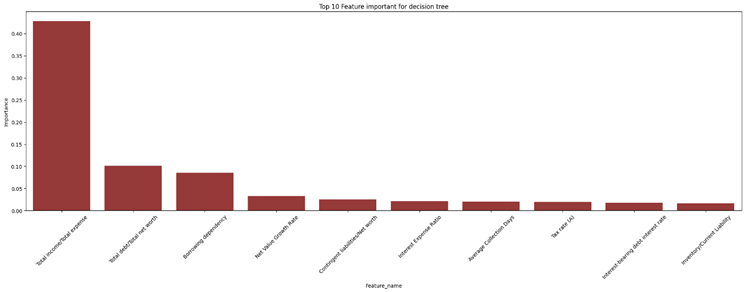 Top 10 Feature important for decision tree
Importance
0.40
0.35
0.30
0.25
0.20
0.15
0.10
0.05
0.00
Total income/Total expense
Total debt/Total net worth
Borrowing dependency
Net Value Growth Rate
Contingent liabilities/Net worth
Interest Expense Ratio
Average Collection Days
Tax rate (A)
Interest-bearing debt interest rate
Inventory/Current Liability
Feature_name